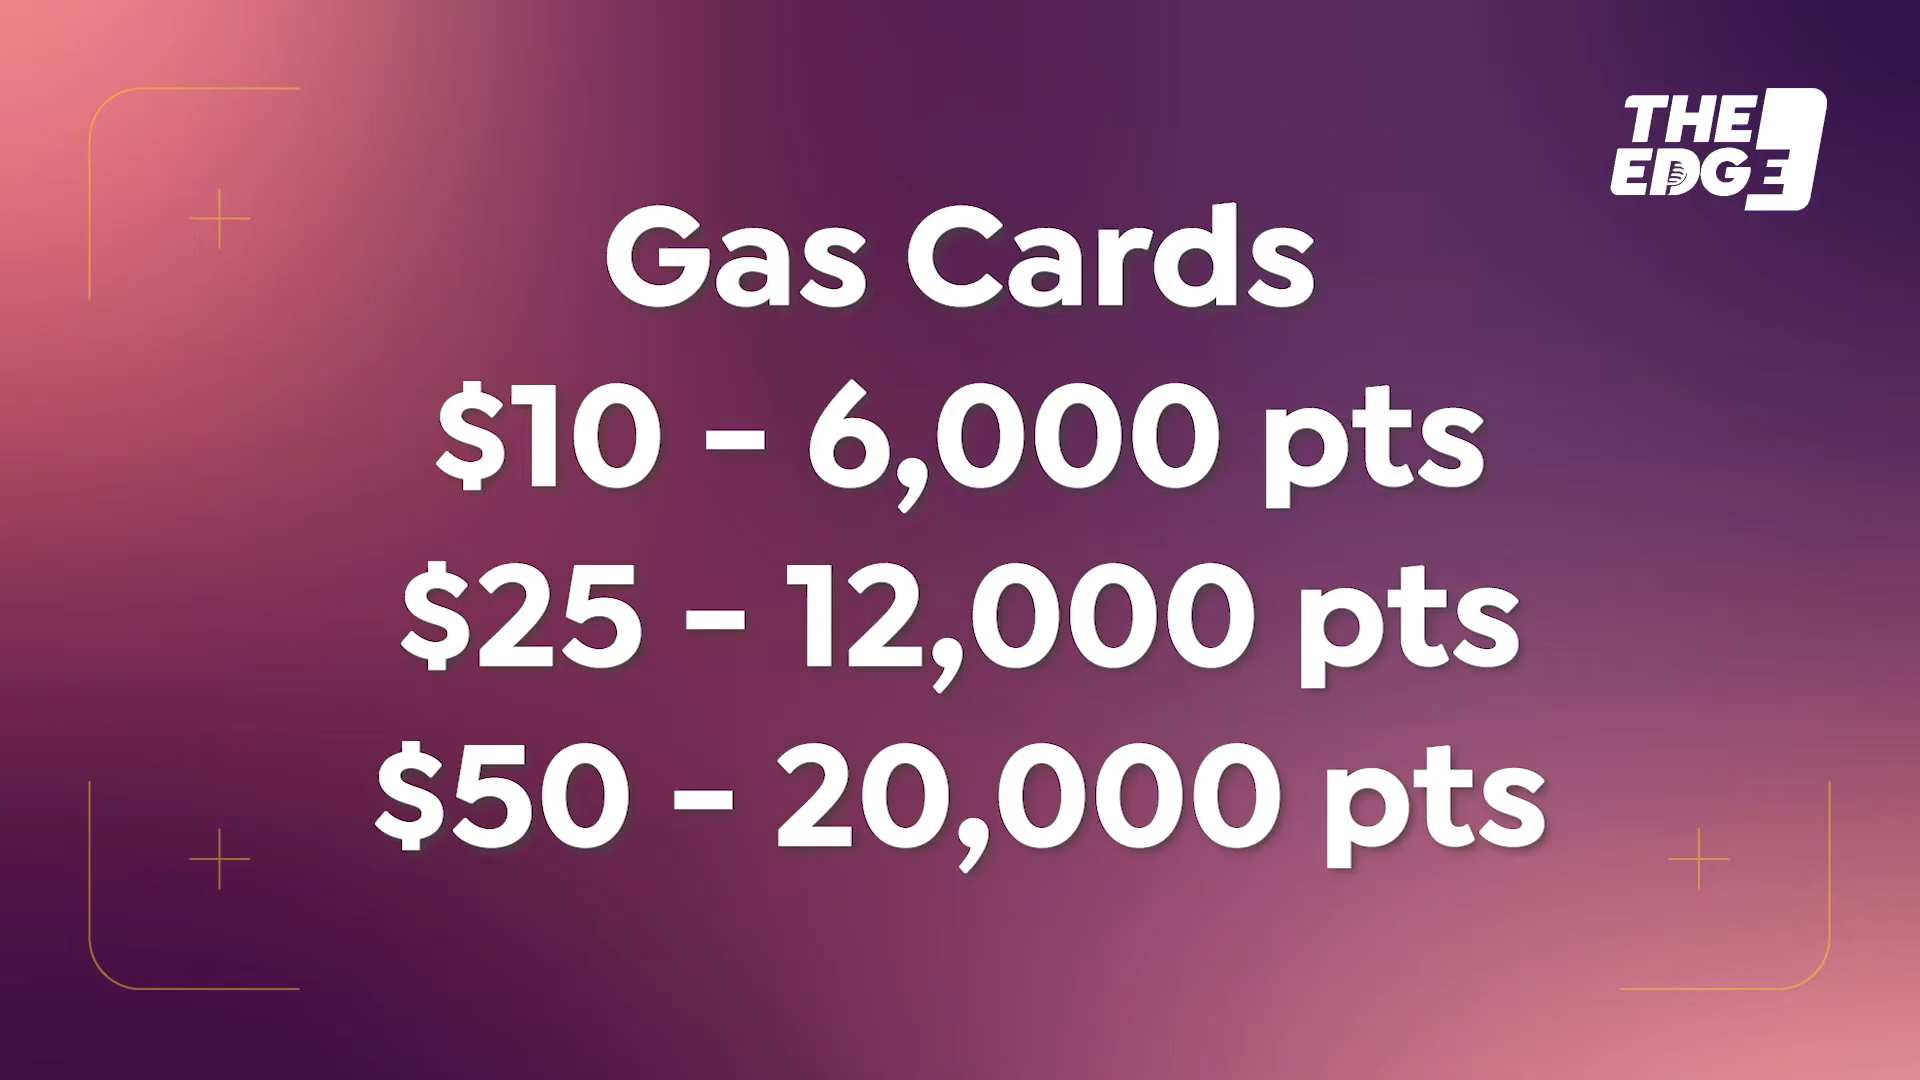 THE
EDGE
Gas Cards
$10 - 6,000 pts
$25 - 12,000 pts
$50 - 20,000 pts